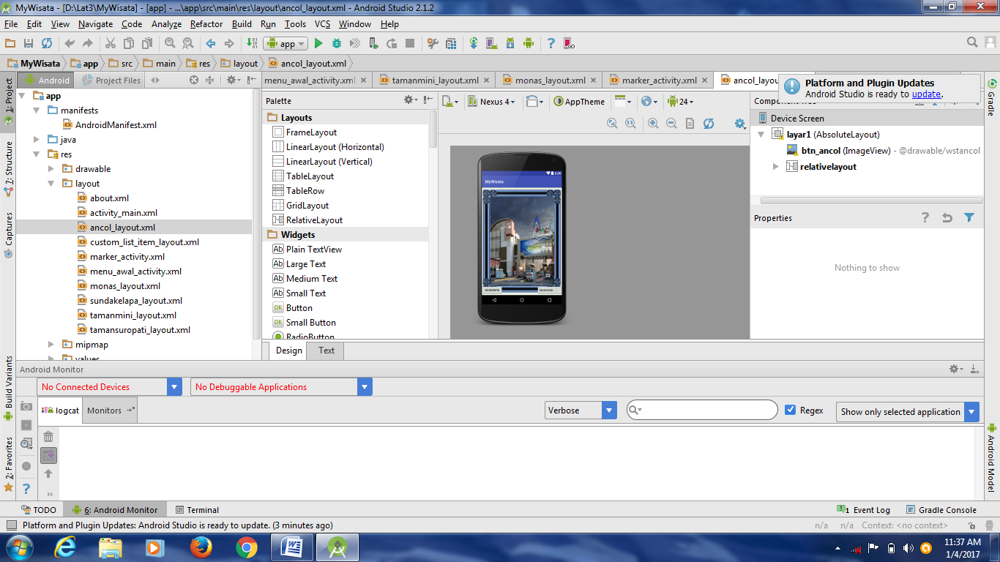 MyWisata - [D:\Lat3\MyWisata] - [app] - ...\app\src\main\res\layout\ancol_layout.xml - Android Studio 2.1.2
File Edit View Navigate Code Analyze Refactor Build Run Tools VCS Window Help
app
MyWisata app src main res layout ancol_layout.xml
Android Project Files
menu_awal_activity.xml tamanmini_layout.xml monas_layout.xml marker_activity.xml ancol_layou
Platform and Plugin Updates
Android Studio is ready to update.
1: Project
7: Structure
Captures
Build Variants
2: Favorites
app
manifests
AndroidManifest.xml
java
res
drawable
layout
about.xml
activity_main.xml
ancol_layout.xml
custom_list_item_layout.xml
marker_activity.xml
menu_awal_activity.xml
monas_layout.xml
sundakelapa_layout.xml
tamanmini_layout.xml
tamansuropati_layout.xml
mipmap
values
Palette
Layouts
FrameLayout
LinearLayout (Horizontal)
LinearLayout (Vertical)
TableLayout
TableRow
GridLayout
RelativeLayout
Widgets
Plain TextView
Large Text
Medium Text
Small Text
Button
Small Button
RadioButton
Design Text
Nexus 4 AppTheme 24
6:00
MyWisata
Ancol
DESKRIPSI NAVIGASI
Component Tree
Device Screen
layar1 (AbsoluteLayout)
btn_ancol (ImageView) - @drawable/wstancol
relativelayout
Properties
Nothing to show
Gradle
Android Model
Android Monitor
No Connected Devices No Debuggable Applications
logcat Monitors
Verbose Regex Show only selected application
TODO 6: Android Monitor Terminal
1 Event Log Gradle Console
Platform and Plugin Updates: Android Studio is ready to update. (3 minutes ago)
n/a n/a Context: <no context>
11:37 AM
1/4/2017